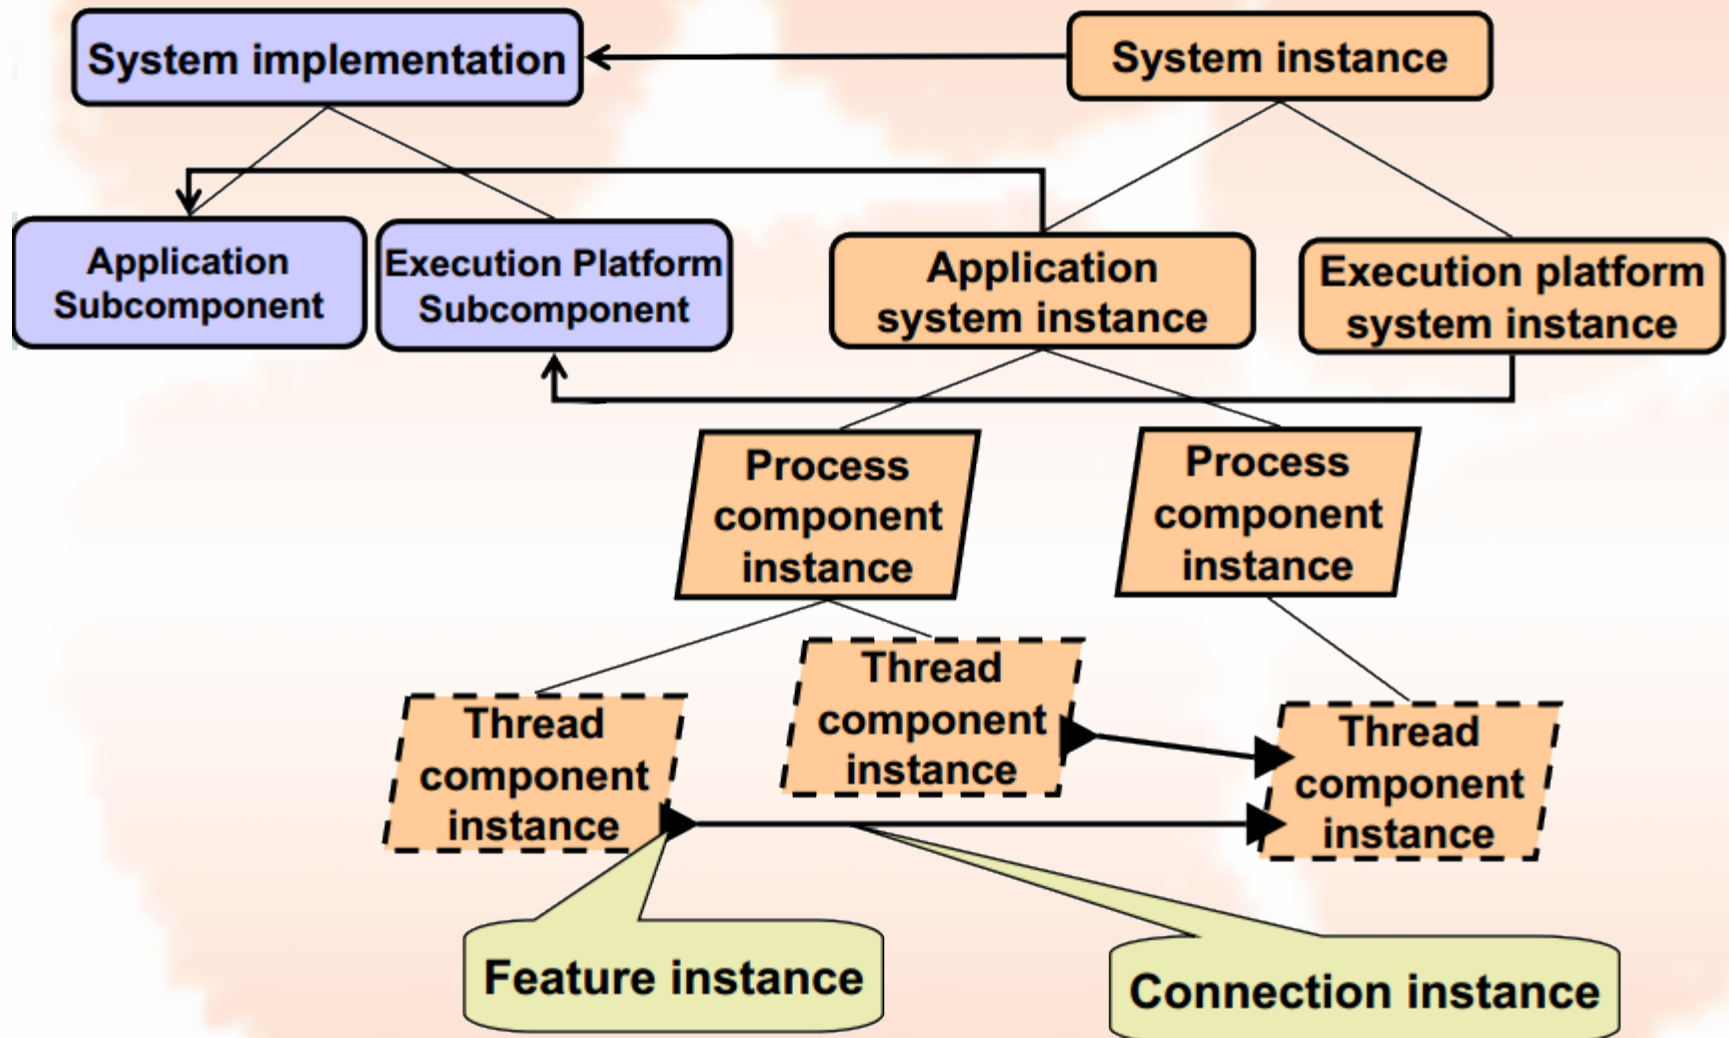 System implementation
System instance
Application
Subcomponent
Execution Platform
Subcomponent
Application
system instance
Execution platform
system instance
Process
component
instance
Process
component
instance
Thread
component
instance
Thread
component
instance
Thread
component
instance
Feature instance
Connection instance